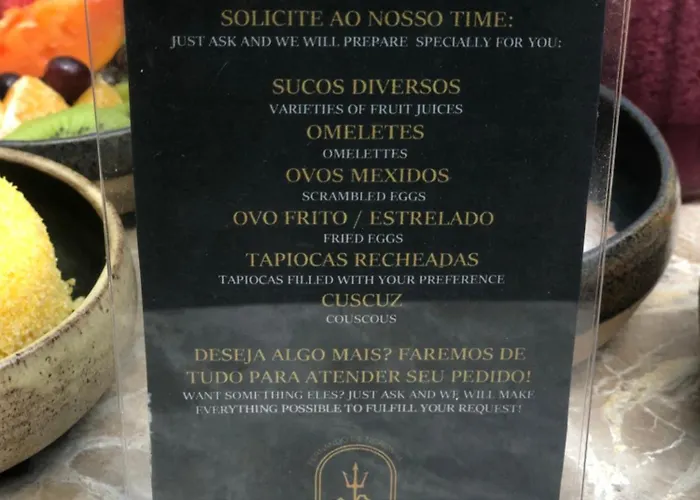 SOLICITE AO NOSSO TIME:
JUST ASK AND WE WILL PREPARE SPECIALLY FOR YOU:
SUCOS DIVERSOS
VARIETIES OF FRUIT JUICES
OMELETES
OMELETTES
OVOS MEXIDOS
SCRAMBLED EGGS
OVO FRITO / ESTRELADO
FRIED EGGS
TAPIOCAS RECHEADAS
TAPIOCAS FILLED WITH YOUR PREFERENCE
CUSCUZ
COUSCOUS
DESEJA ALGO MAIS? FAREMOS DE
TUDO PARA ATENDER SEU PEDIDO!
WANT SOMETHING ELES? JUST ASK AND WE WILL MAKE
EVERYTHING POSSIBLE TO FULFILL YOUR REQUEST!